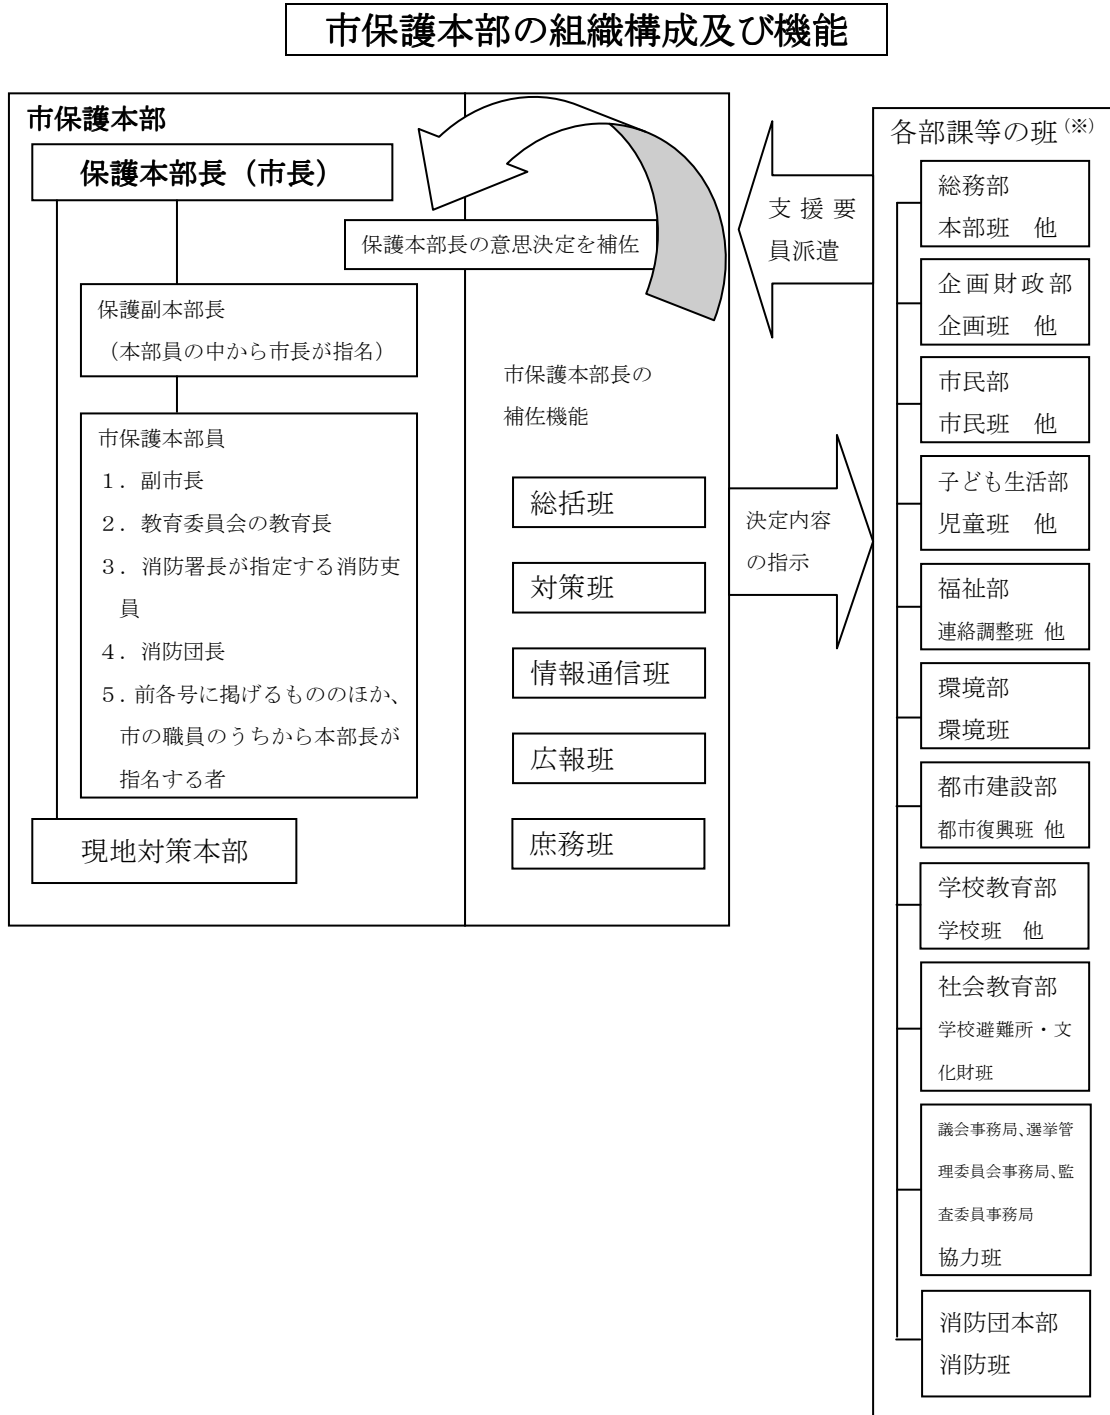 市保護本部の組織構成及び機能
市保護本部
保護本部長（市長）
保護本部長の意思決定を補佐
保護副本部長
（本部員の中から市長が指名）
市保護本部員
１．副市長
２．教育委員会の教育長
３．消防署長が指定する消防吏
員
４．消防団長
５．前各号に掲げるもののほか、
市の職員のうちから本部長が
指名する者
現地対策本部
市保護本部長の
補佐機能
総括班
対策班
情報通信班
広報班
庶務班
支援要
員派遣
決定内容
の指示
各部課等の班(※)
総務部
本部班　他
企画財政部
企画班　他
市民部
市民班　他
子ども生活部
児童班　他
福祉部
連絡調整班 他
環境部
環境班
都市建設部
都市復興班 他
学校教育部
学校班　他
社会教育部
学校避難所・文
化財班
議会事務局、選挙管
理委員会事務局、監
査委員事務局
協力班
消防団本部
消防班